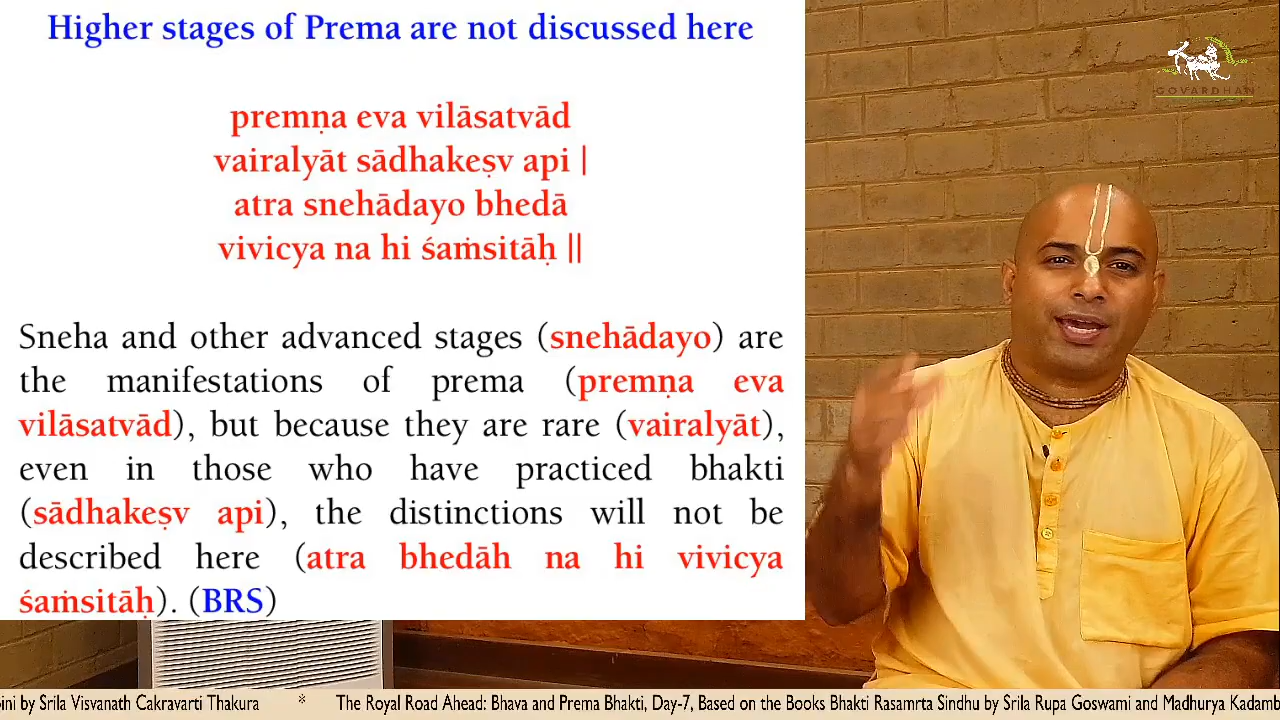 Higher stages of Prema are not discussed here
premṇa eva vilāsatvād
vairalyāt sādhakeṣv api |
atra snehādayo bhedā
vivicya na hi śaṁsitāḥ ||
Sneha and other advanced stages (snehādayo) are
the manifestations of prema (premṇa eva
vilāsatvād), but because they are rare (vairalyāt),
even in those who have practiced bhakti
(sādhakeṣv api), the distinctions will not be
described here (atra bhedāh na hi vivicya
śaṁsitāḥ). (BRS)
GOVARDHAN
ini by Srila Visvanath Cakravarti Thakura * The Royal Road Ahead: Bhava and Prema Bhakti, Day-7, Based on the Books Bhakti Rasamrta Sindhu by Srila Rupa Goswami and Madhurya Kadamb